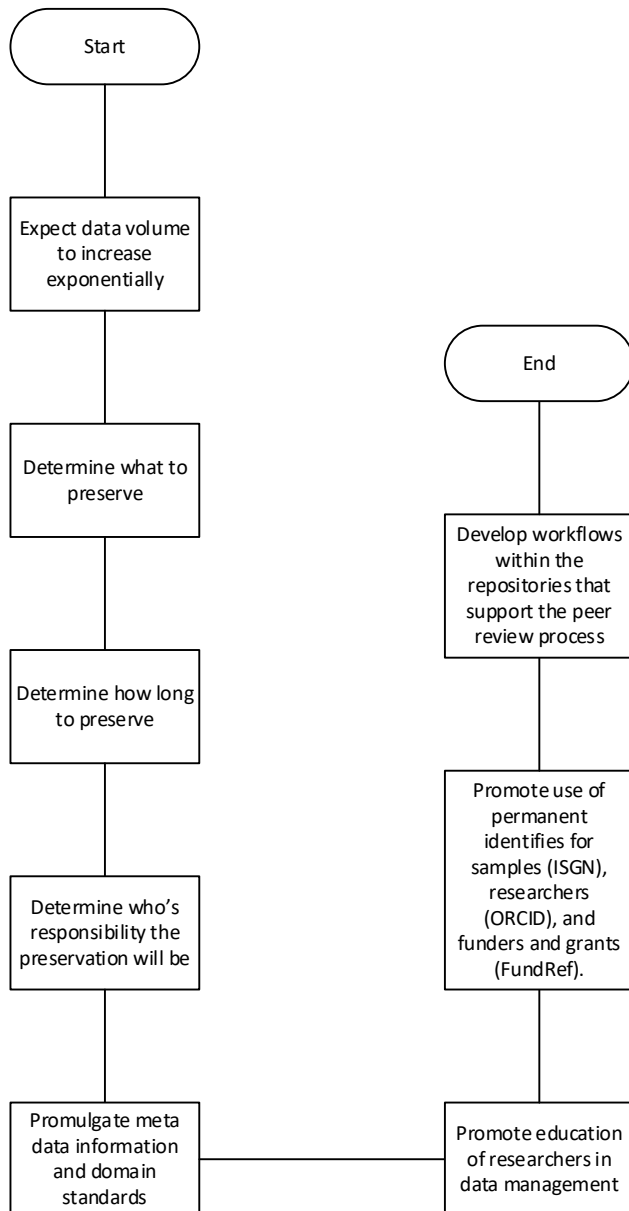 Start
Expect data volume
to increase
exponentially
Determine what to
preserve
Determine how long
to preserve
Determine who's
responsibility the
preservation will be
Promulgate meta
data information
and domain
standards
Promote education
of researchers in
data management
Promote use of
permanent
identifies for
samples (ISGN),
researchers
(ORCID), and
funders and grants
(FundRef).
Develop workflows
within the
repositories that
support the peer
review process
End